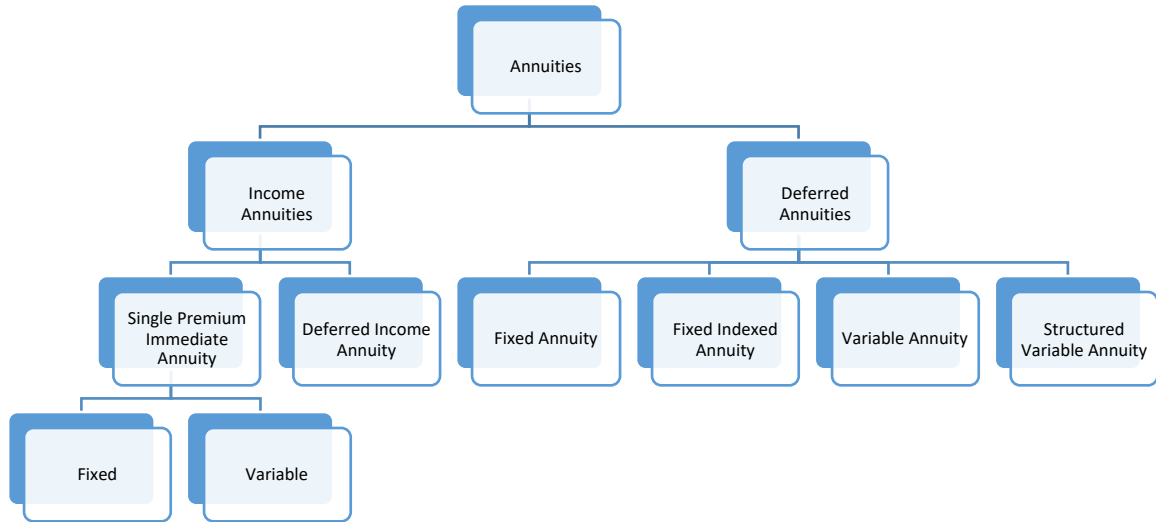 Annuities
Income
Annuities
Deferred
Annuities
Single Premium
Immediate
Annuity
Deferred Income
Annuity
Fixed Annuity
Fixed Indexed
Annuity
Variable Annuity
Structured
Variable Annuity
Fixed
Variable